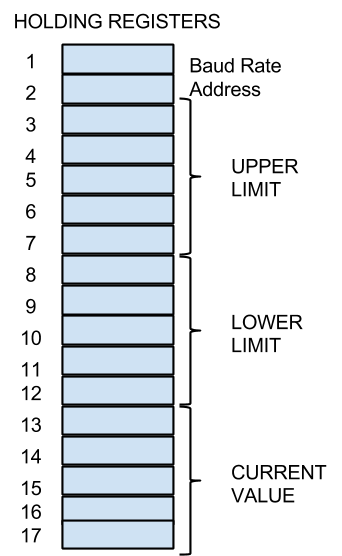 HOLDING REGISTERS
1
Baud Rate
2
Address
3
4
UPPER
5
LIMIT
6
7
8
9
LOWER
10
LIMIT
11
12
13
14
CURRENT
15
VALUE
16
17